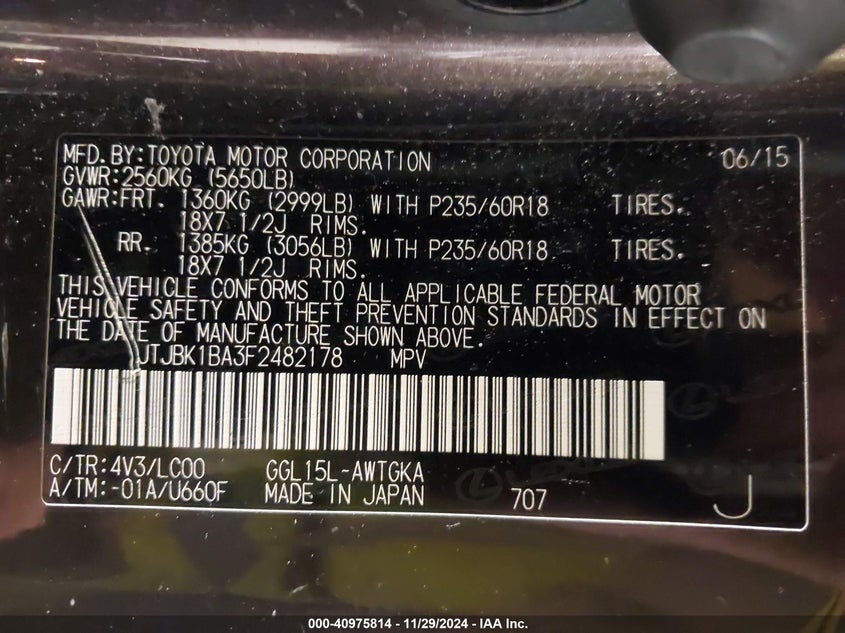 MFD.BY:TOYOTA MOTOR CORPORATION 06/15
GVWR:2560KG (5650LB)
GAWR:FRT. 1360KG (2999LB) WITH P235/60R18 TIRES.
18X7 1/2J RIMS.
RR. 1385KG (3056LB) WITH P235/60R18 TIRES.
18X7 1/2J RIMS.
THIS VEHICLE CONFORMS TO ALL APPLICABLE FEDERAL MOTOR
VEHICLE SAFETY AND THEFT PREVENTION STANDARDS IN EFFECT ON
THE DATE OF MANUFACTURE SHOWN ABOVE.
JTJBK1BA3F2482178 MPV
C/TR:4V3/LC00 GGL15L-AWTGKA
A/TM:-01A/U660F MADE IN JAPAN 707 J
000-40975814 - 11/29/2024 - IAA Inc.